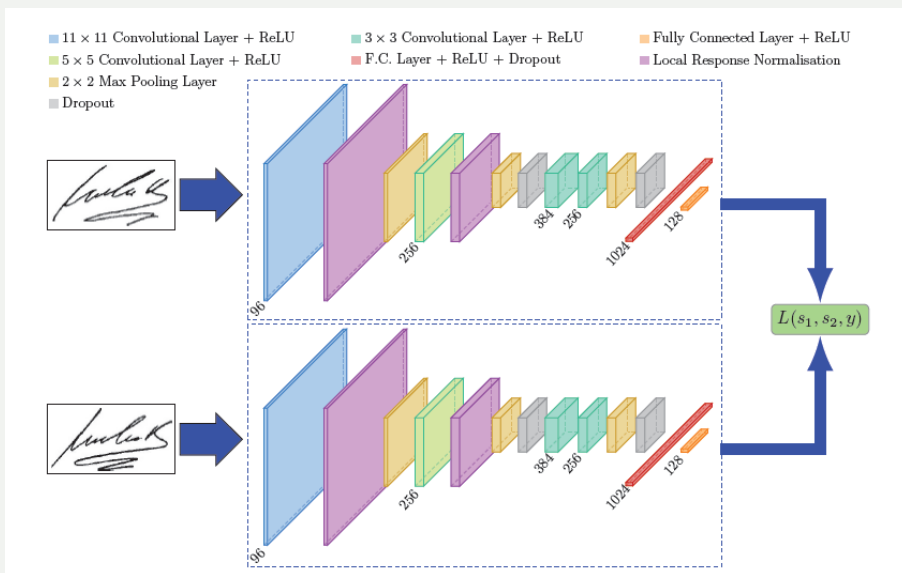 11 × 11 Convolutional Layer + ReLU
3 × 3 Convolutional Layer + ReLU
Fully Connected Layer + ReLU
5 × 5 Convolutional Layer + ReLU
F.C. Layer + ReLU + Dropout
Local Response Normalisation
2 × 2 Max Pooling Layer
Dropout
96
256
384
256
1024
128
L(s₁, s₂, y)
96
256
384
256
1024
128